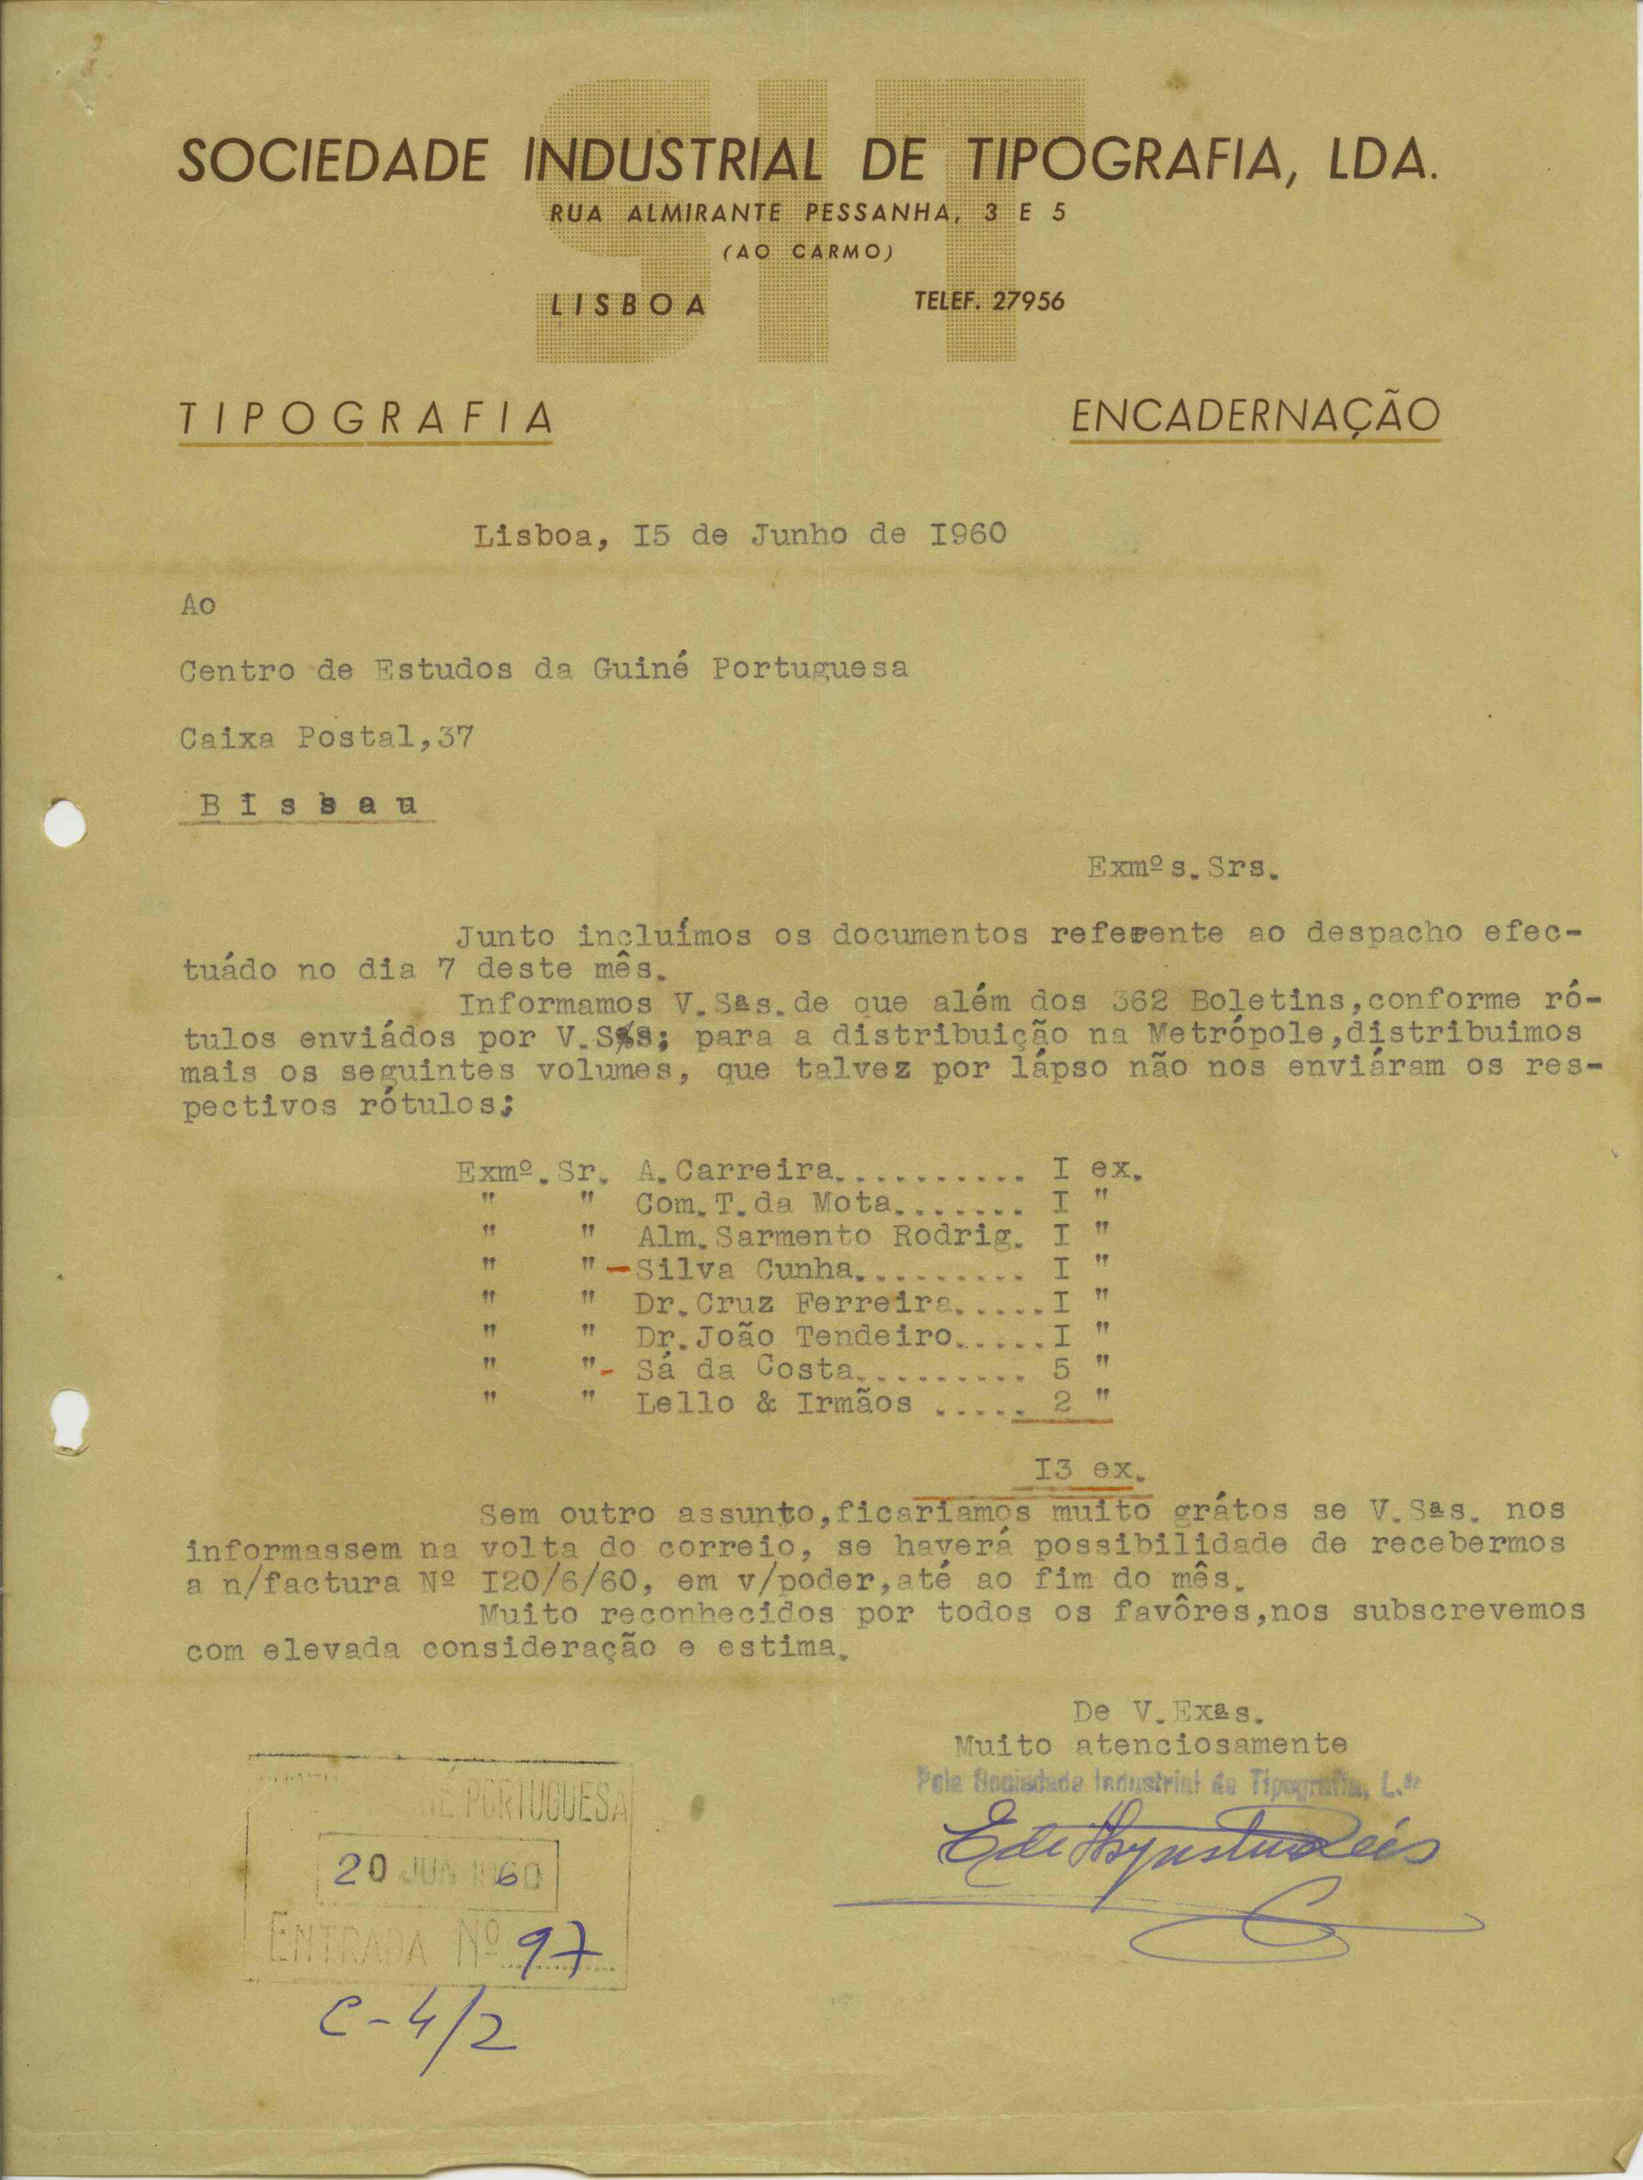 SIT
SOCIEDADE INDUSTRIAL DE TIPOGRAFIA, LDA.
RUA ALMIRANTE PESSANHA, 3 E 5
(AO CARMO)
LISBOA TELEF. 27956
TIPOGRAFIA ENCADERNAÇÃO
Lisboa, I5 de Junho de I960
Ao
Centro de Estudos da Guiné Portuguesa
Caixa Postal,37
B i s s a u
Exmºs.Srs.
Junto incluímos os documentos referente ao despacho efec-
tuádo no dia 7 deste mês.
Informamos V.Sªs.de que além dos 362 Boletins,conforme ró-
tulos enviádos por V.Sªs; para a distribuição na Metrópole,distribuimos
mais os seguintes volumes, que talvez por lápso não nos enviáram os res-
pectivos rótulos;
Exmº.Sr. A.Carreira.......... I ex.
" " Com.T.da Mota....... I "
" " Alm.Sarmento Rodrig. I "
" "-Silva Cunha......... I "
" " Dr.Cruz Ferreira.....I "
" " Dr.João Tendeiro.....I "
" "- Sá da Costa......... 5 "
" " Lello & Irmãos ..... 2 "
I3 ex.
Sem outro assunto,ficaríamos muito grátos se V.Sªs. nos
informassem na volta do correio, se haverá possibilidade de recebermos
a n/factura Nº I20/6/60, em v/poder,até ao fim do mês.
Muito reconhecidos por todos os favôres,nos subscrevemos
com elevada consideração e estima.
De V.Exªs.
Muito atenciosamente
Pela Sociedade Industrial de Tipografia, L.da
PORTUGUESA
20 JUN 1960
ENTRADA Nº 97
C-4/2